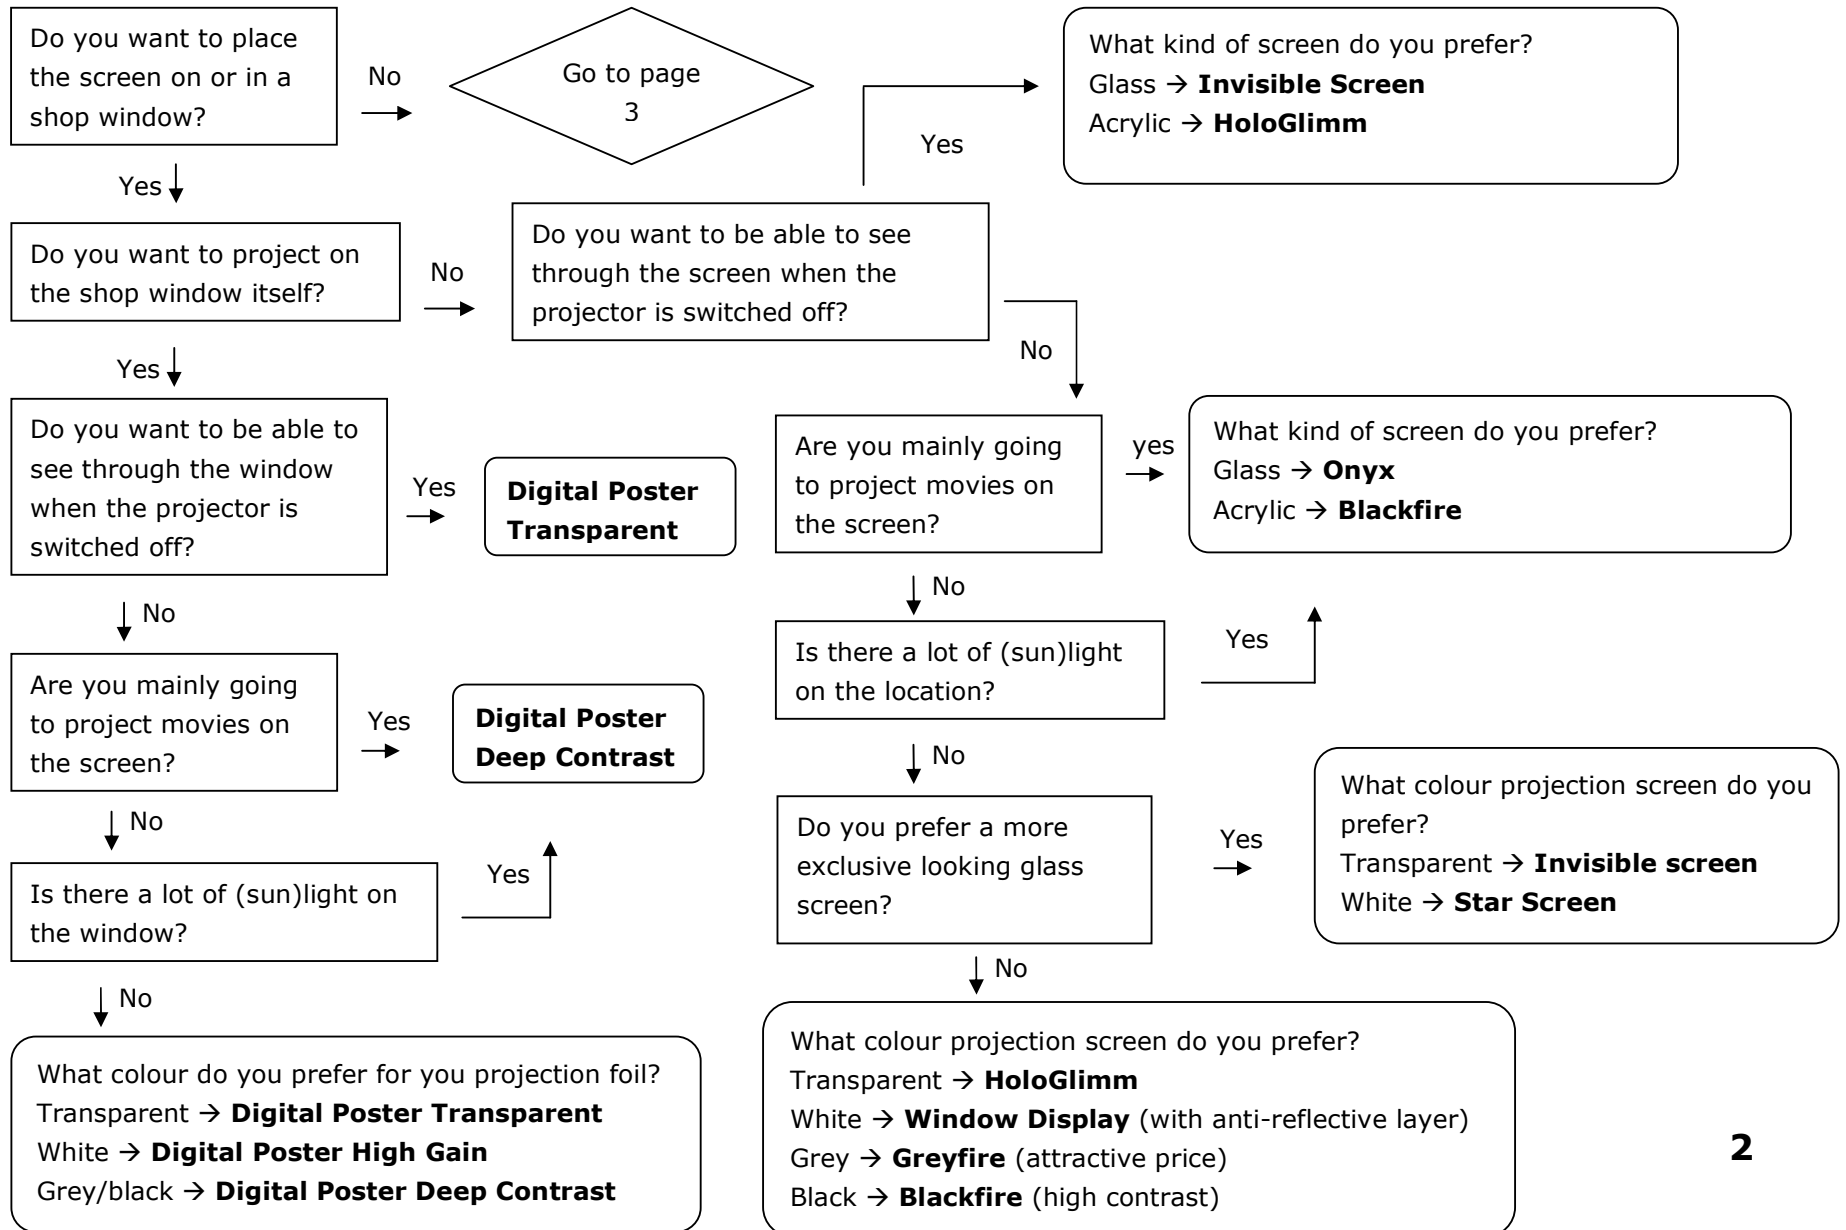 Do you want to place
the screen on or in a
shop window?
No
Go to page
3
Yes
What kind of screen do you prefer?
Glass → Invisible Screen
Acrylic → HoloGlimm
Yes
Do you want to project on
the shop window itself?
No
Do you want to be able to see
through the screen when the
projector is switched off?
No
Yes
Do you want to be able to
see through the window
when the projector is
switched off?
Yes
Digital Poster
Transparent
Are you mainly going
to project movies on
the screen?
yes
What kind of screen do you prefer?
Glass → Onyx
Acrylic → Blackfire
No
No
Is there a lot of (sun)light
on the location?
Yes
Are you mainly going
to project movies on
the screen?
Yes
Digital Poster
Deep Contrast
No
Do you prefer a more
exclusive looking glass
screen?
Yes
What colour projection screen do you
prefer?
Transparent → Invisible screen
White → Star Screen
No
Is there a lot of (sun)light on
the window?
Yes
No
No
What colour do you prefer for you projection foil?
Transparent → Digital Poster Transparent
White → Digital Poster High Gain
Grey/black → Digital Poster Deep Contrast
What colour projection screen do you prefer?
Transparent → HoloGlimm
White → Window Display (with anti-reflective layer)
Grey → Greyfire (attractive price)
Black → Blackfire (high contrast)
2